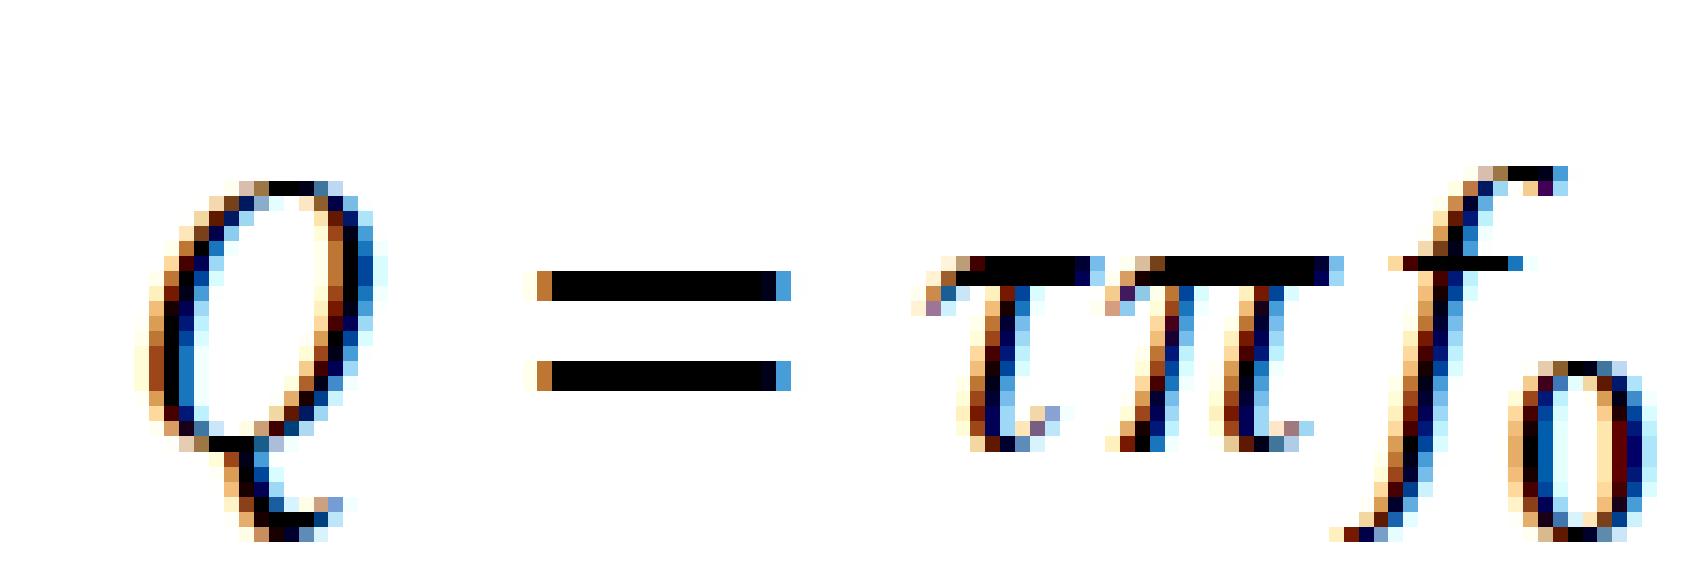 Q = τπf₀